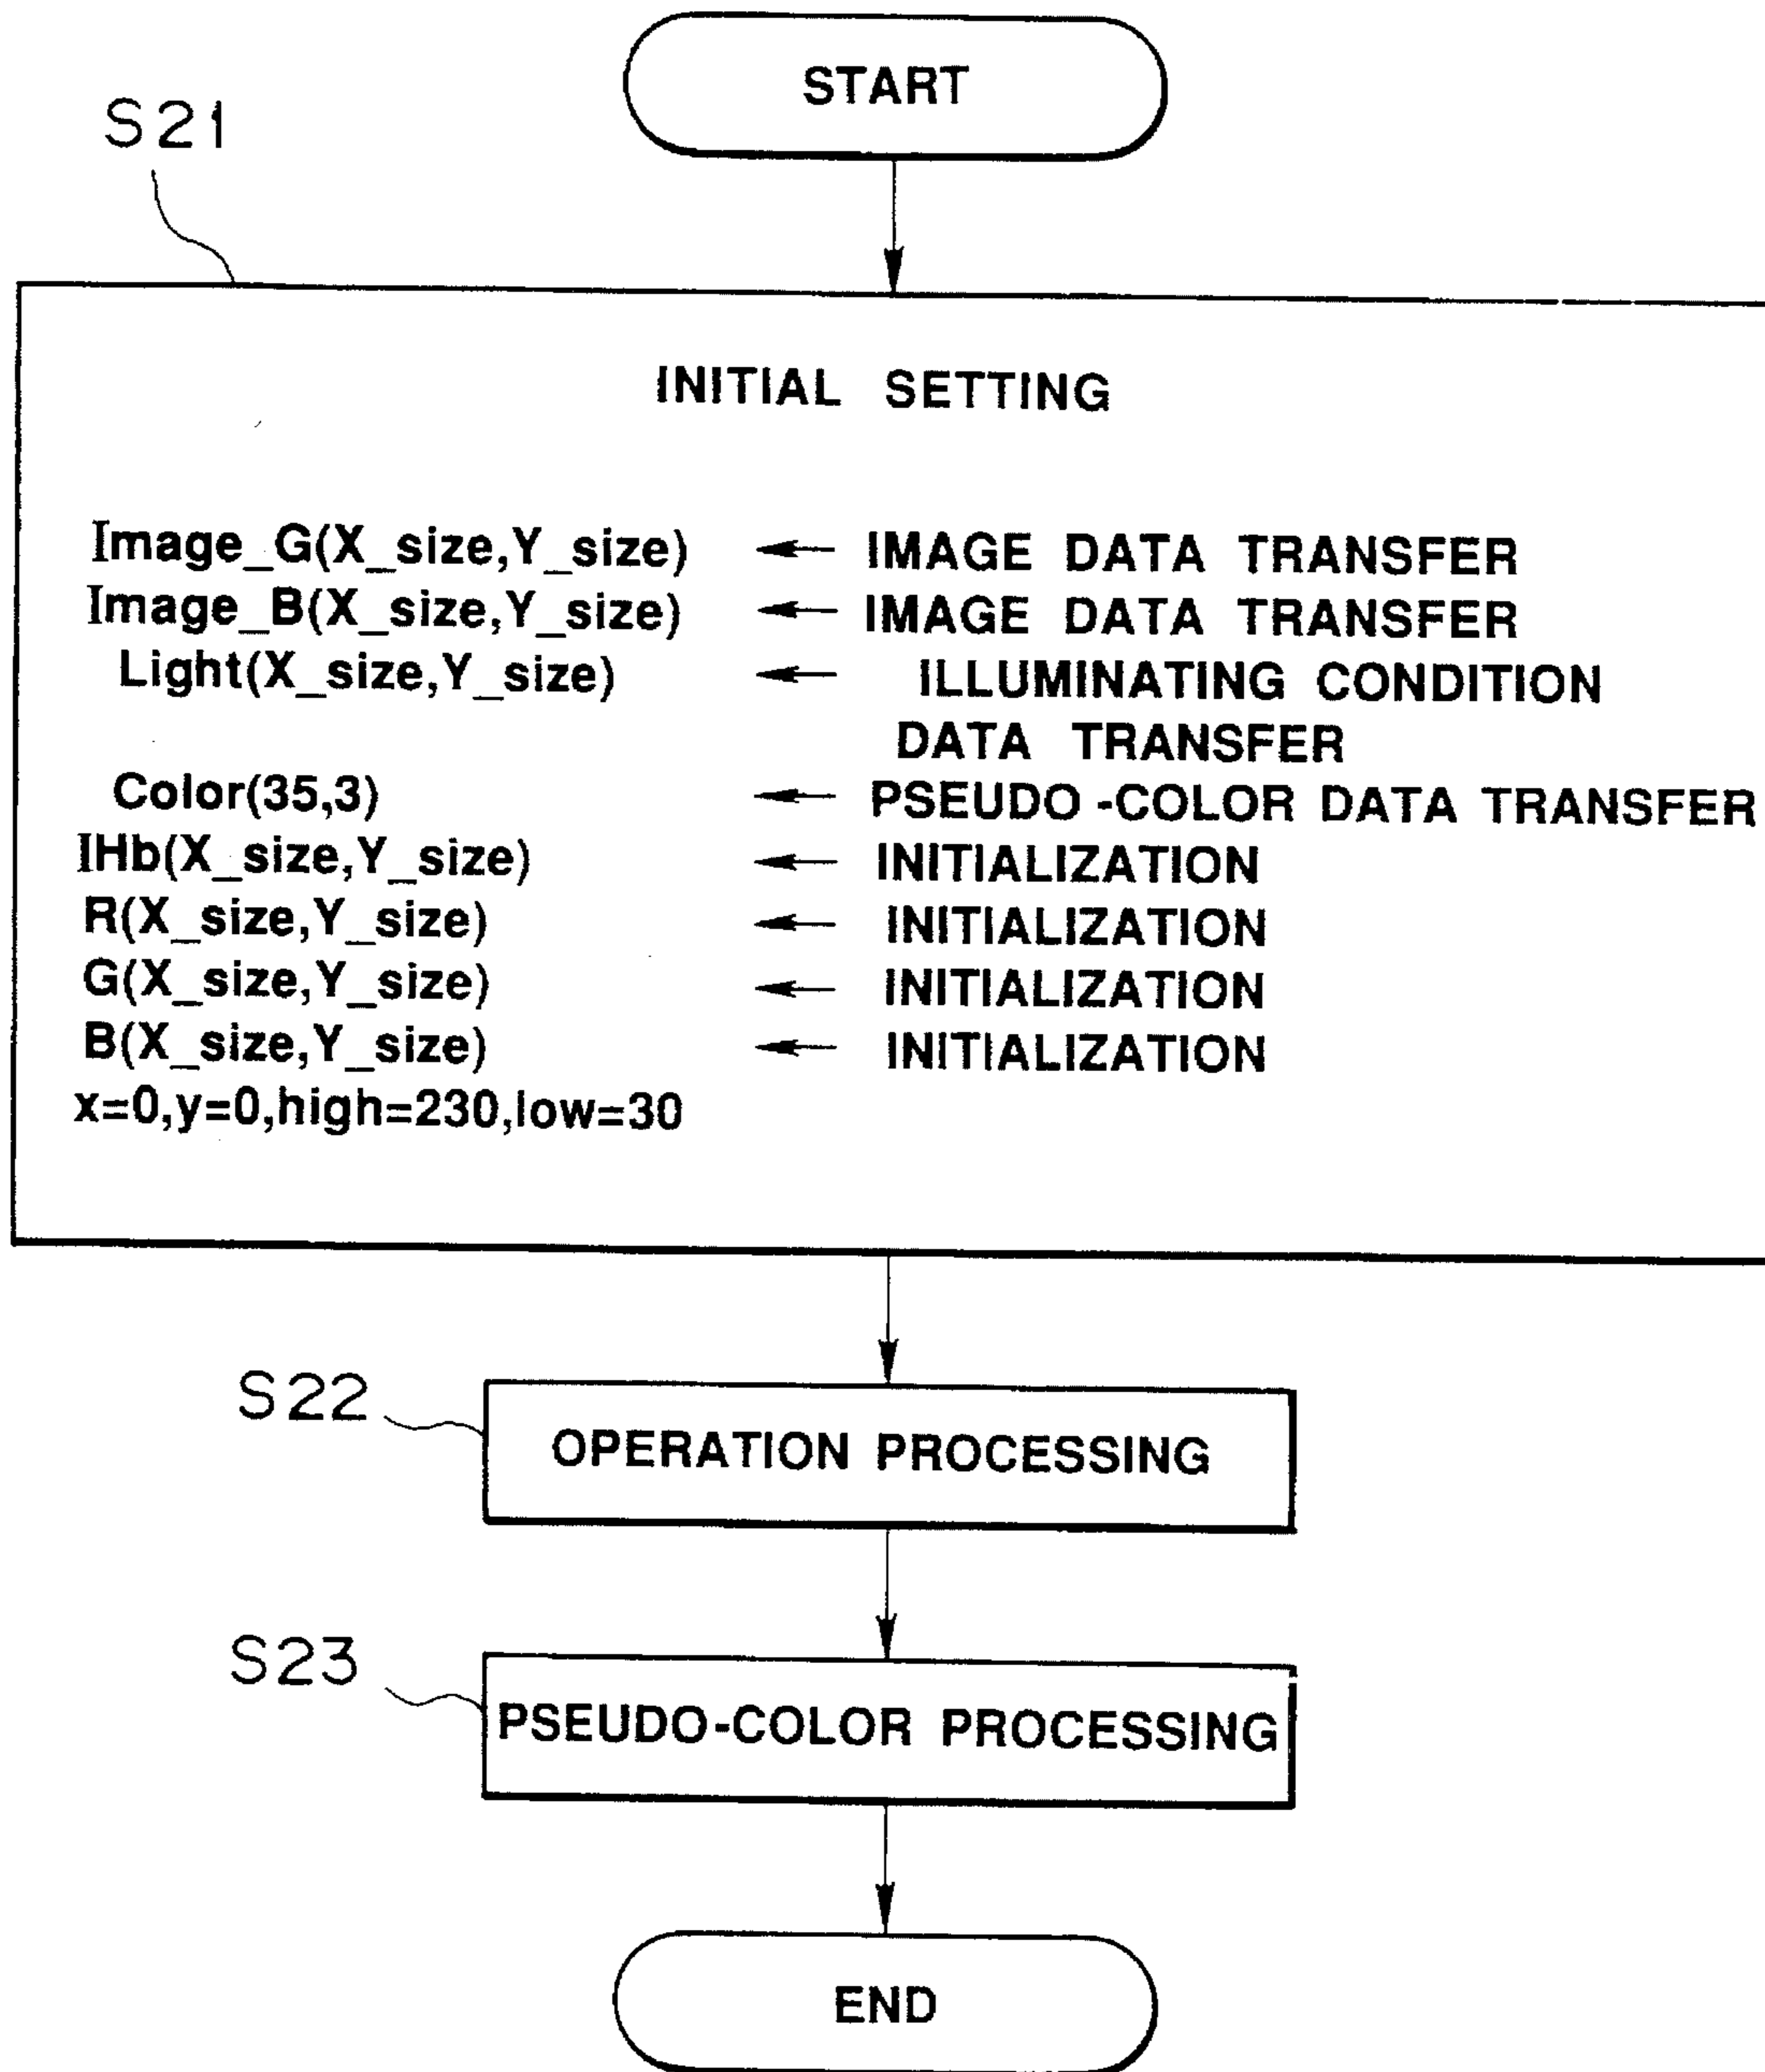 START
S21
INITIAL SETTING
Image_G(X_size,Y_size) ← IMAGE DATA TRANSFER
Image_B(X_size,Y_size) ← IMAGE DATA TRANSFER
Light(X_size,Y_size) ← ILLUMINATING CONDITION
DATA TRANSFER
Color(35,3) ← PSEUDO-COLOR DATA TRANSFER
IHb(X_size,Y_size) ← INITIALIZATION
R(X_size,Y_size) ← INITIALIZATION
G(X_size,Y_size) ← INITIALIZATION
B(X_size,Y_size) ← INITIALIZATION
x=0,y=0,high=230,low=30
S22
OPERATION PROCESSING
S23
PSEUDO-COLOR PROCESSING
END